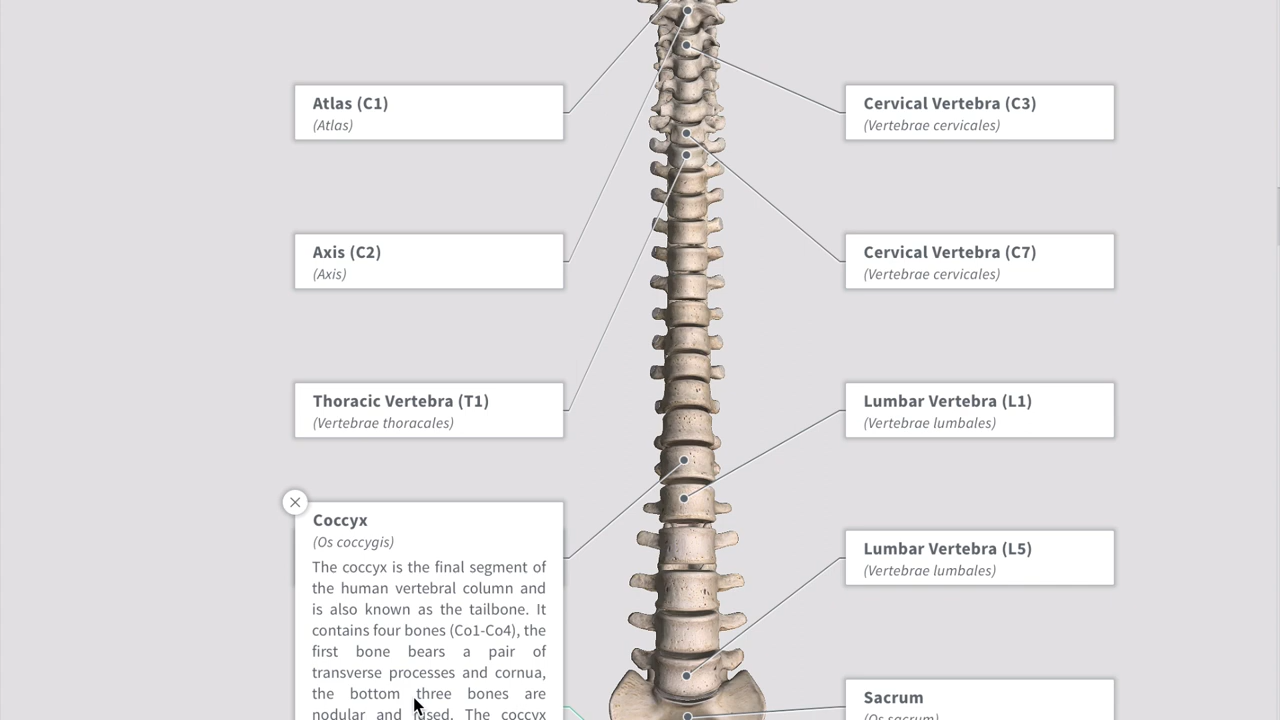 Atlas (C1)
(Atlas)
Cervical Vertebra (C3)
(Vertebrae cervicales)
Axis (C2)
(Axis)
Cervical Vertebra (C7)
(Vertebrae cervicales)
Thoracic Vertebra (T1)
(Vertebrae thoracales)
Lumbar Vertebra (L1)
(Vertebrae lumbales)
Coccyx
(Os coccygis)
The coccyx is the final segment of
the human vertebral column and
is also known as the tailbone. It
contains four bones (Co1-Co4), the
first bone bears a pair of
transverse processes and cornua,
the bottom three bones are
nodular and fused. The coccyx
Lumbar Vertebra (L5)
(Vertebrae lumbales)
Sacrum
(Os sacrum)